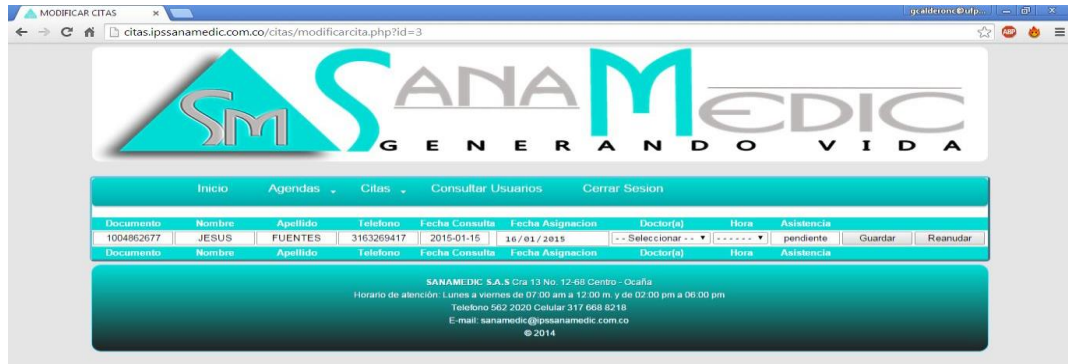 MODIFICAR CITAS ×
gcalderonc@ufp...
citas.ipssanamedic.com.co/citas/modificarcita.php?id=3
ABP
SM SANAMEDIC
GENERANDO VIDA
Inicio Agendas Citas Consultar Usuarios Cerrar Sesion
Documento Nombre Apellido Telefono Fecha Consulta Fecha Asignacion Doctor(a) Hora Asistencia
1004862677 JESUS FUENTES 3163269417 2015-01-15 16/01/2015 - - Seleccionar - - ------ pendiente Guardar Reanudar
Documento Nombre Apellido Telefono Fecha Consulta Fecha Asignacion Doctor(a) Hora Asistencia
SANAMEDIC S.A.S Cra 13 No. 12-68 Centro - Ocaña
Horario de atención: Lunes a viernes de 07:00 am a 12:00 m. y de 02:00 pm a 06:00 pm
Telefono 562 2020 Celular 317 668 8218
E-mail: sanamedic@ipssanamedic.com.co
© 2014